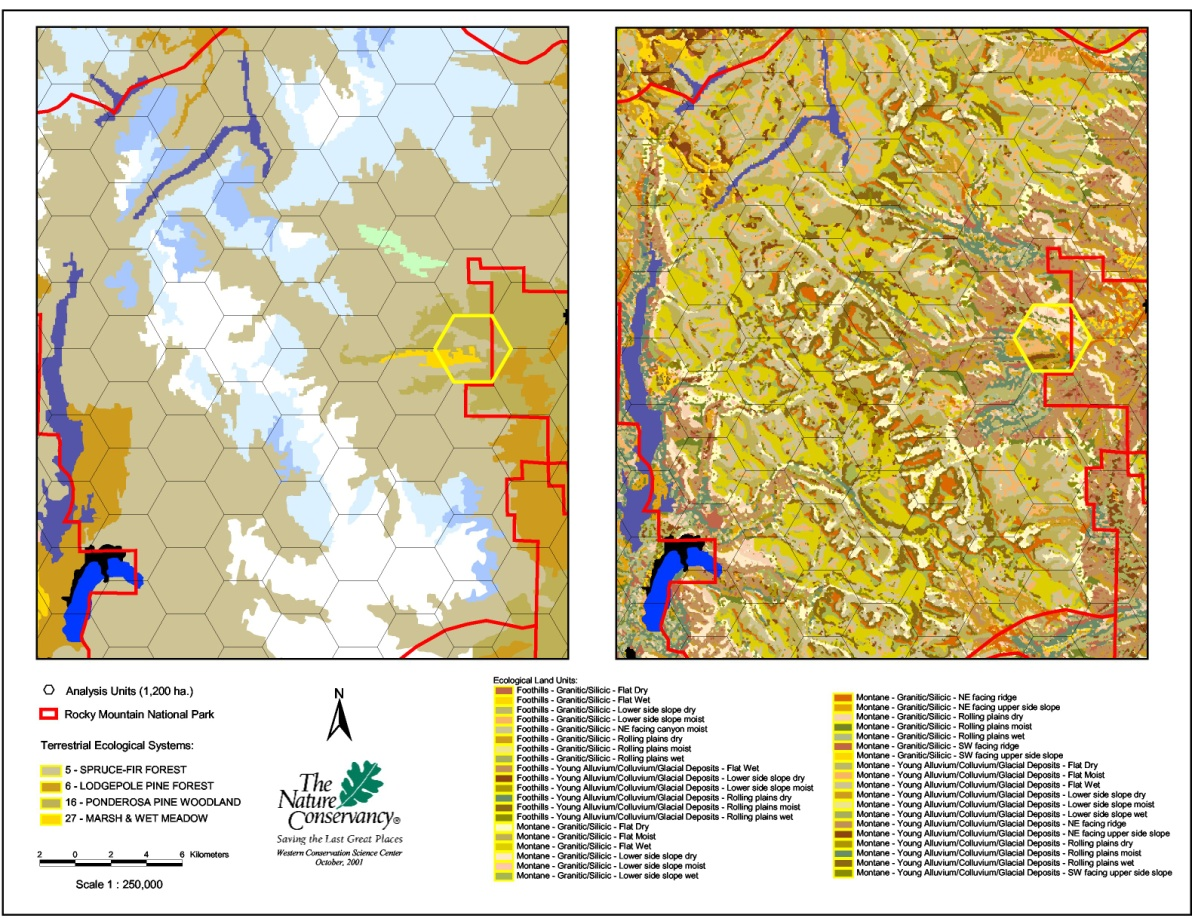 Analysis Units (1,200 ha.)
Rocky Mountain National Park
Terrestrial Ecological Systems:
5 - SPRUCE-FIR FOREST
6 - LODGEPOLE PINE FOREST
16 - PONDEROSA PINE WOODLAND
27 - MARSH & WET MEADOW
2 0 2 4 6 Kilometers
Scale 1 : 250,000
N
The
Nature
Conservancy®
Saving the Last Great Places
Western Conservation Science Center
October, 2001
Ecological Land Units:
Foothills - Granitic/Silicic - Flat Dry
Foothills - Granitic/Silicic - Flat Wet
Foothills - Granitic/Silicic - Lower side slope dry
Foothills - Granitic/Silicic - Lower side slope moist
Foothills - Granitic/Silicic - NE facing canyon moist
Foothills - Granitic/Silicic - Rolling plains dry
Foothills - Granitic/Silicic - Rolling plains moist
Foothills - Granitic/Silicic - Rolling plains wet
Foothills - Young Alluvium/Colluvium/Glacial Deposits - Flat Wet
Foothills - Young Alluvium/Colluvium/Glacial Deposits - Lower side slope dry
Foothills - Young Alluvium/Colluvium/Glacial Deposits - Lower side slope moist
Foothills - Young Alluvium/Colluvium/Glacial Deposits - Rolling plains dry
Foothills - Young Alluvium/Colluvium/Glacial Deposits - Rolling plains moist
Foothills - Young Alluvium/Colluvium/Glacial Deposits - Rolling plains wet
Montane - Granitic/Silicic - Flat Dry
Montane - Granitic/Silicic - Flat Moist
Montane - Granitic/Silicic - Flat Wet
Montane - Granitic/Silicic - Lower side slope dry
Montane - Granitic/Silicic - Lower side slope moist
Montane - Granitic/Silicic - Lower side slope wet
Montane - Granitic/Silicic - NE facing ridge
Montane - Granitic/Silicic - NE facing upper side slope
Montane - Granitic/Silicic - Rolling plains dry
Montane - Granitic/Silicic - Rolling plains moist
Montane - Granitic/Silicic - Rolling plains wet
Montane - Granitic/Silicic - SW facing ridge
Montane - Granitic/Silicic - SW facing upper side slope
Montane - Young Alluvium/Colluvium/Glacial Deposits - Flat Dry
Montane - Young Alluvium/Colluvium/Glacial Deposits - Flat Moist
Montane - Young Alluvium/Colluvium/Glacial Deposits - Flat Wet
Montane - Young Alluvium/Colluvium/Glacial Deposits - Lower side slope dry
Montane - Young Alluvium/Colluvium/Glacial Deposits - Lower side slope moist
Montane - Young Alluvium/Colluvium/Glacial Deposits - Lower side slope wet
Montane - Young Alluvium/Colluvium/Glacial Deposits - NE facing ridge
Montane - Young Alluvium/Colluvium/Glacial Deposits - NE facing upper side slope
Montane - Young Alluvium/Colluvium/Glacial Deposits - Rolling plains dry
Montane - Young Alluvium/Colluvium/Glacial Deposits - Rolling plains moist
Montane - Young Alluvium/Colluvium/Glacial Deposits - Rolling plains wet
Montane - Young Alluvium/Colluvium/Glacial Deposits - SW facing upper side slope